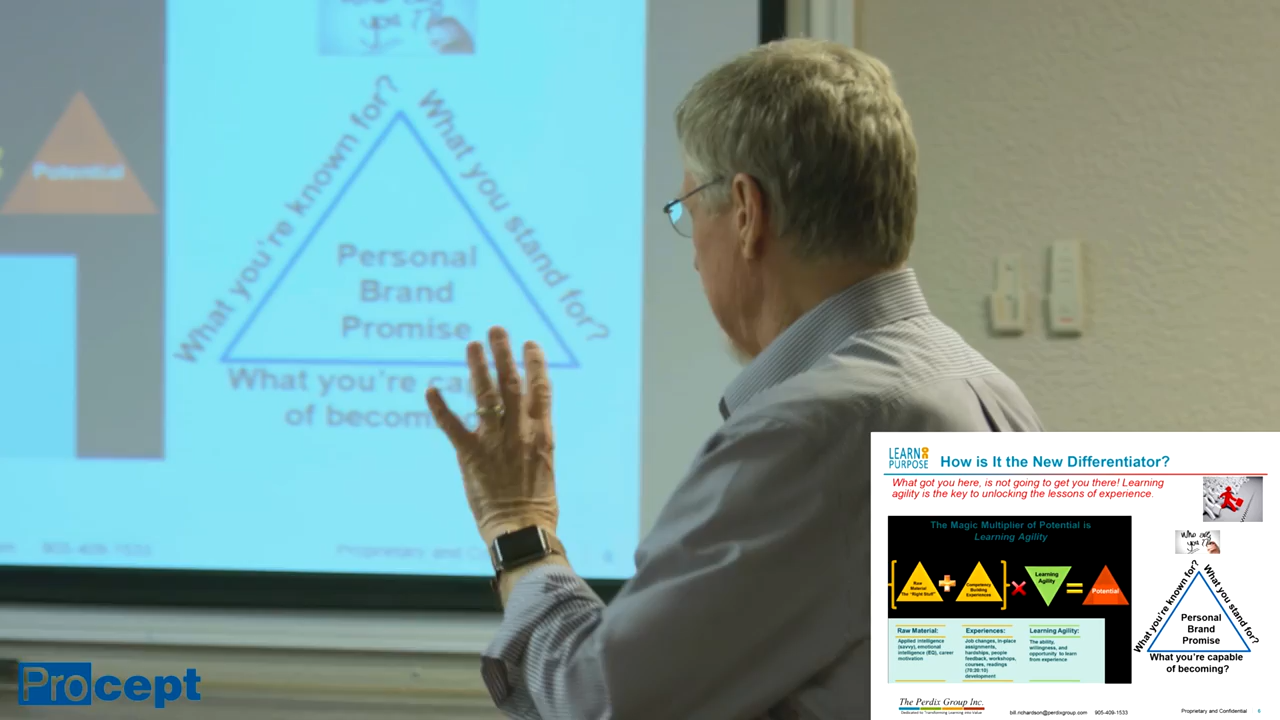 What you're known for?
What you stand for?
Potential
Personal
Brand
Promise
What you're
of
905-409-1533
Proprietary and
6
Procept
LEARN ON
PURPOSE
How is It the New Differentiator?
What got you here, is not going to get you there! Learning
agility is the key to unlocking the lessons of experience.
The Magic Multiplier of Potential is
Learning Agility
Raw
Material
The "Right Stuff"
Competency
Building
Experiences
Learning
Agility
Potential
Raw Material:
Applied intelligence
(savvy), emotional
intelligence (EQ), career
motivation
Experiences:
Job changes, in-place
assignments,
hardships, people
feedback, workshops,
courses, readings
(70:20:10)
development
Learning Agility:
The ability,
willingness, and
opportunity to learn
from experience
Who are
you
What you're known for?
What you stand for?
Personal
Brand
Promise
What you're capable
of becoming?
The Perdix Group Inc.
Dedicated to Transforming Learning into Value
bill.richardson@perdixgroup.com 905-409-1533
Proprietary and Confidential 6